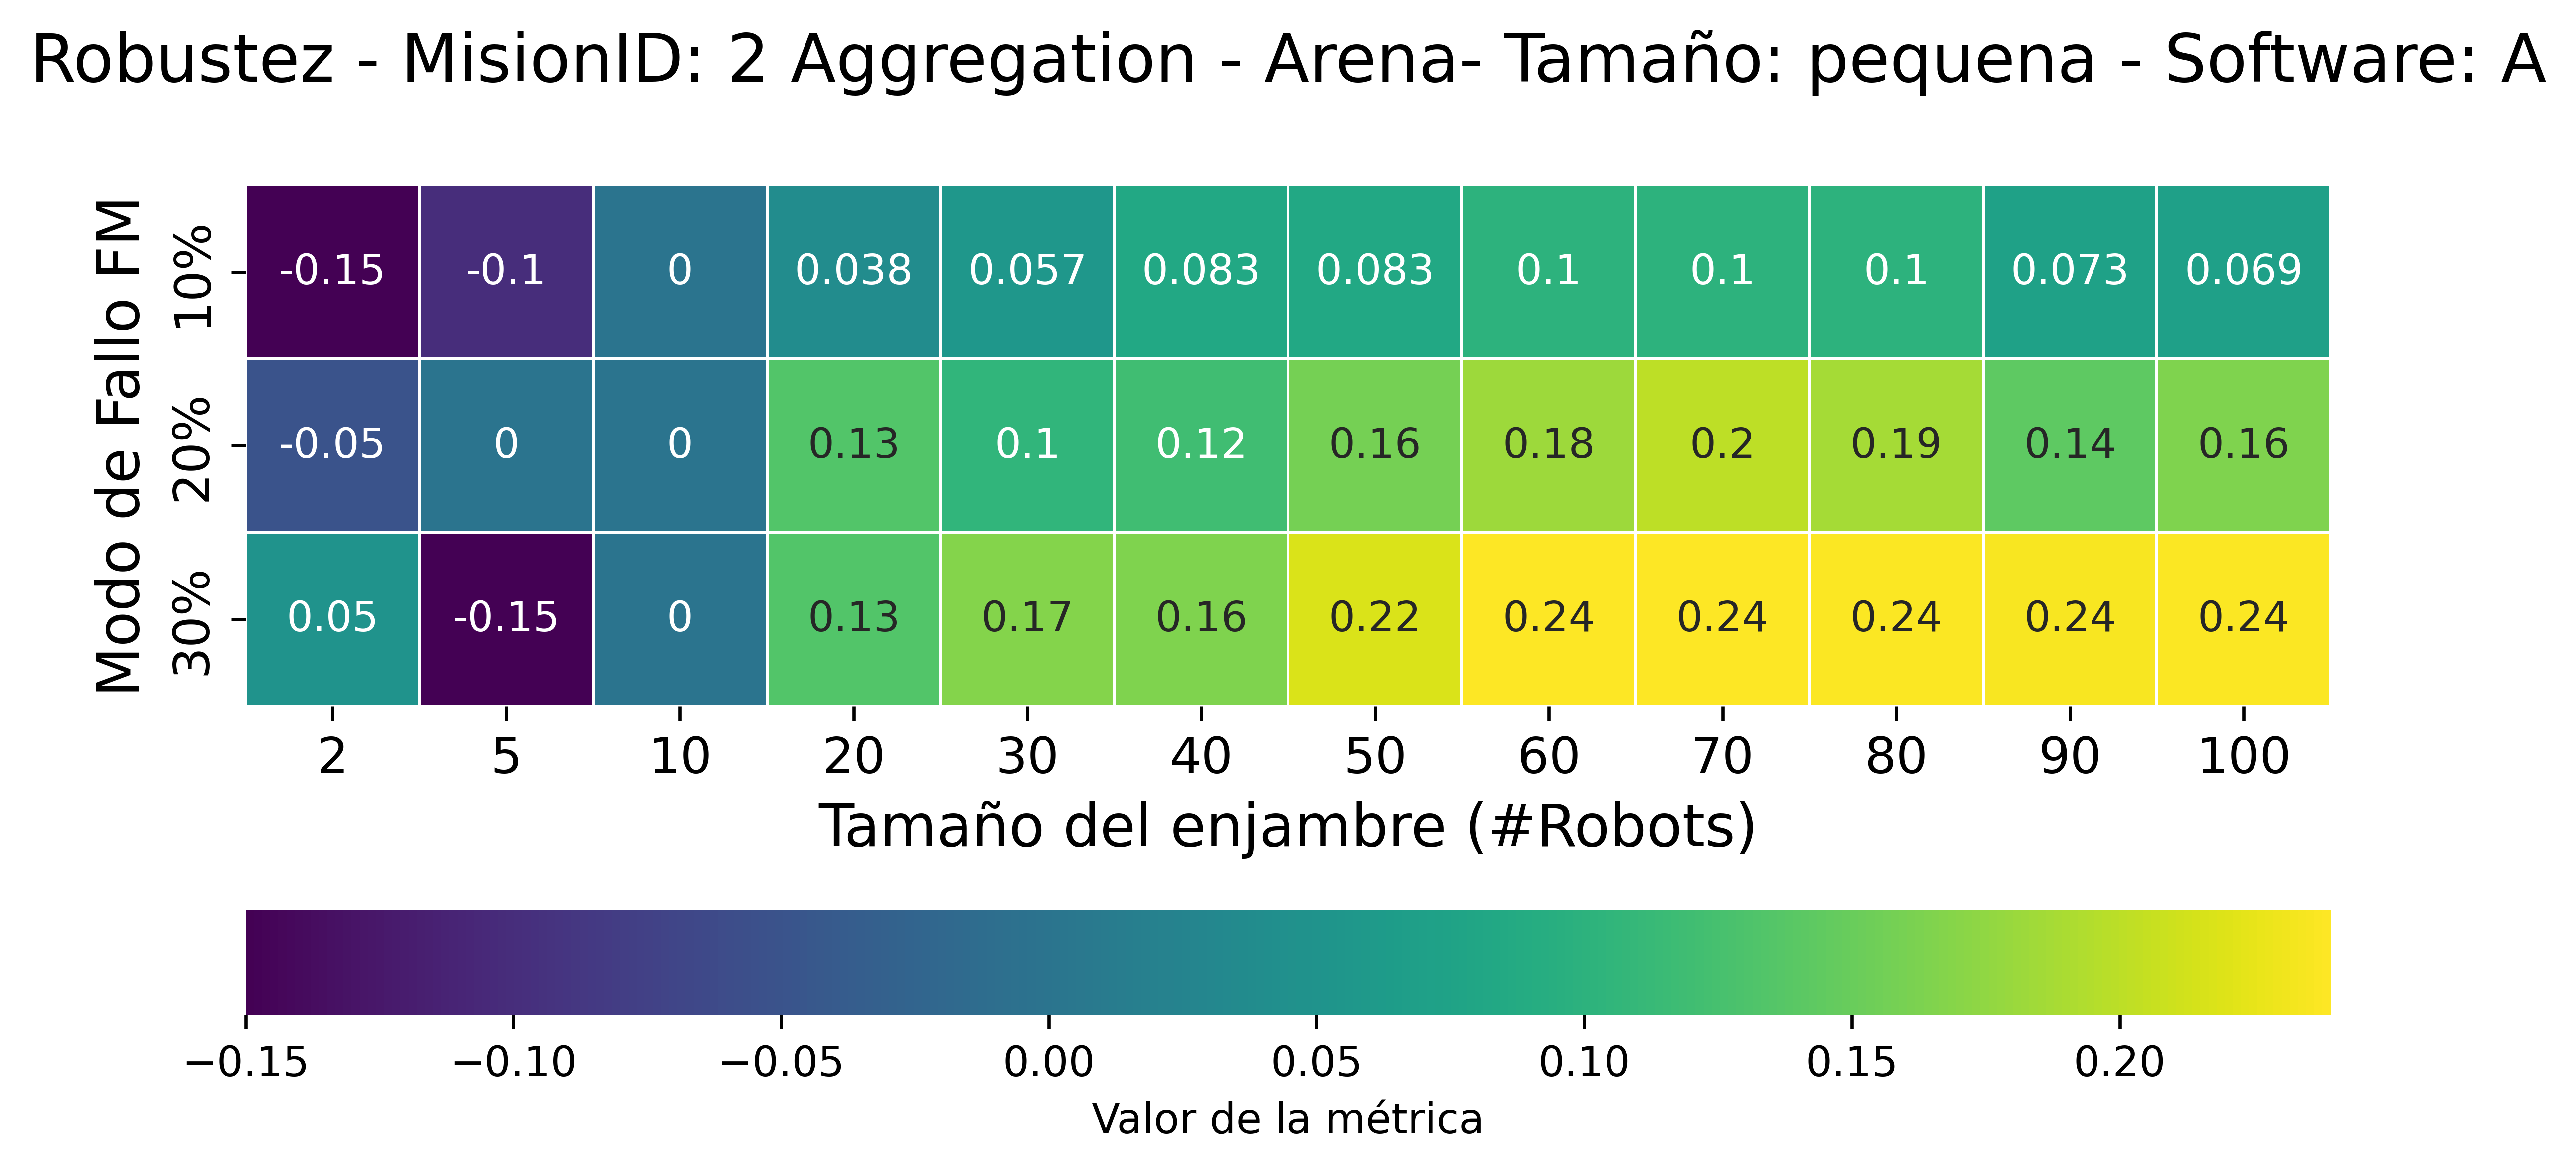 Robustez - MisionID: 2 Aggregation - Arena- Tamaño: pequena - Software: A
Modo de Fallo FM
10%
-0.15 -0.1 0 0.038 0.057 0.083 0.083 0.1 0.1 0.1 0.073 0.069
20%
-0.05 0 0 0.13 0.1 0.12 0.16 0.18 0.2 0.19 0.14 0.16
30%
0.05 -0.15 0 0.13 0.17 0.16 0.22 0.24 0.24 0.24 0.24 0.24
2 5 10 20 30 40 50 60 70 80 90 100
Tamaño del enjambre (#Robots)
−0.15 −0.10 −0.05 0.00 0.05 0.10 0.15 0.20
Valor de la métrica